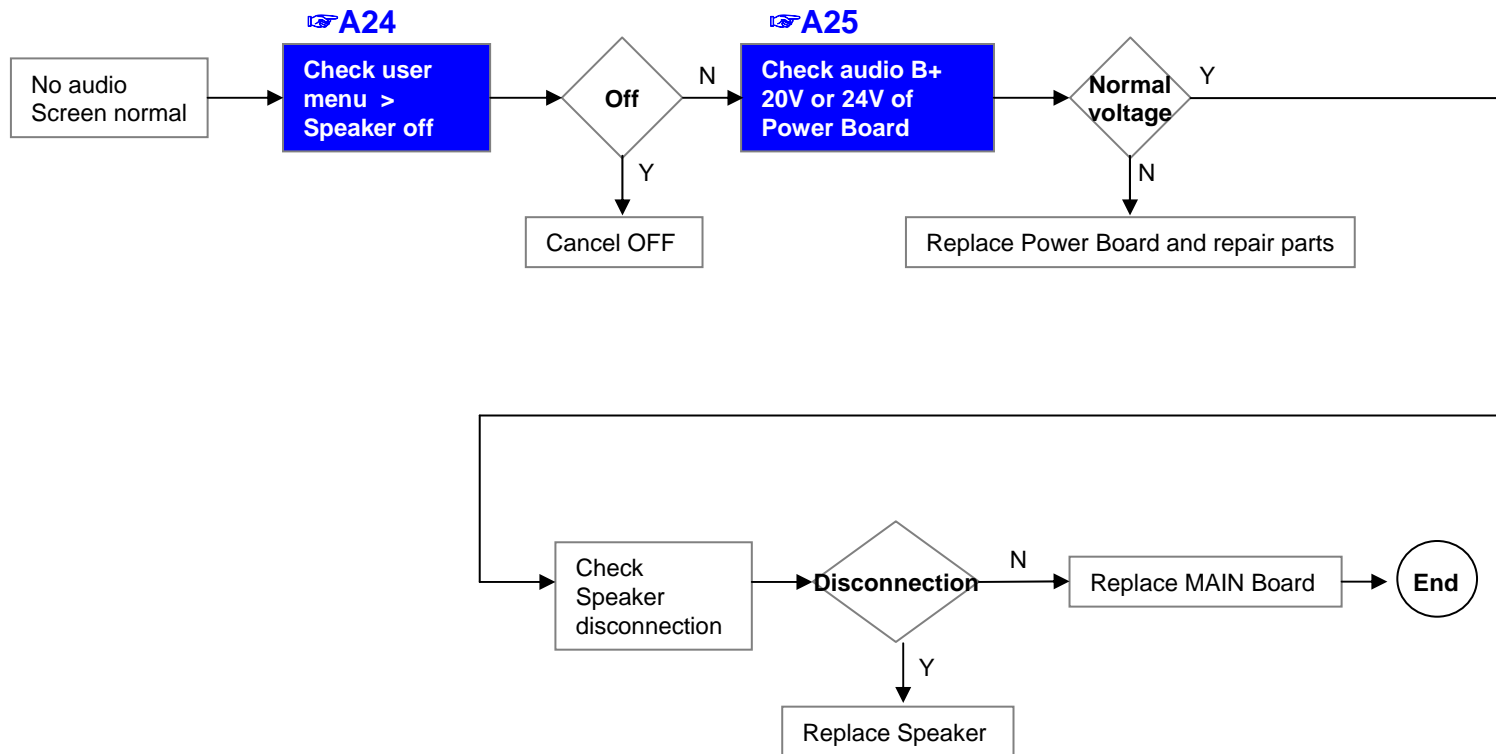 ☞A24
☞A25
No audio
Screen normal
Check user
menu >
Speaker off
Off
N
Y
Cancel OFF
Check audio B+
20V or 24V of
Power Board
Normal
voltage
Y
N
Replace Power Board and repair parts
Check
Speaker
disconnection
Disconnection
N
Y
Replace MAIN Board
End
Replace Speaker